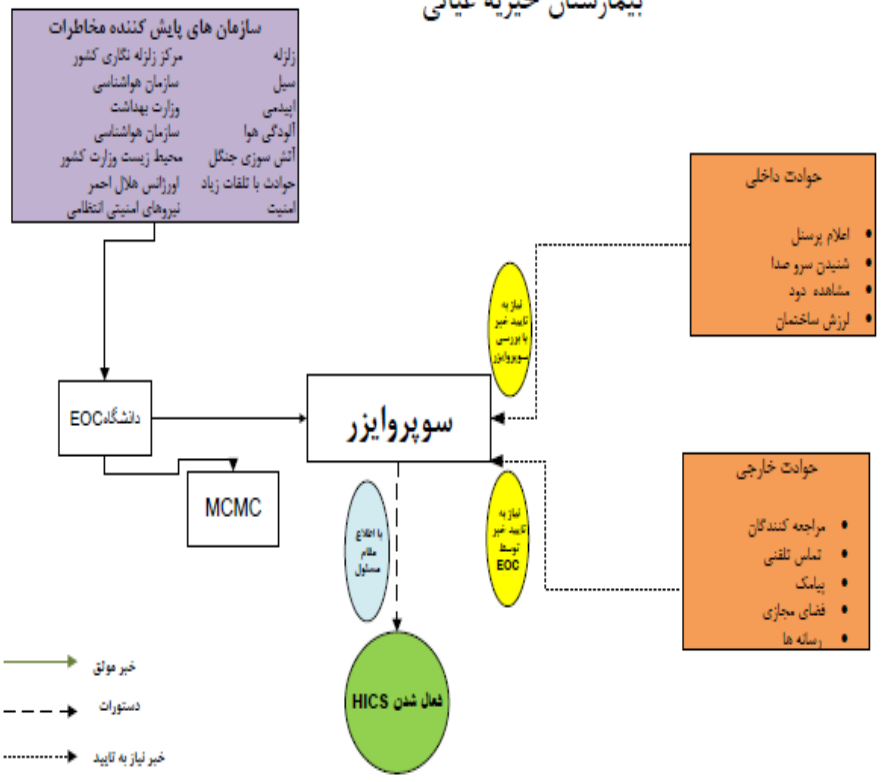 بیمارستان خیریه غیاثی
سازمان های پایش کننده مخاطرات
زلزله مرکز زلزله نگاری کشور
سیل سازمان هواشناسی
اپیدمی وزارت بهداشت
آلودگی هوا سازمان هواشناسی
آتش سوزی جنگل محیط زیست وزارت کشور
حوادث با تلفات زیاد اورژانس هلال احمر
امنیت نیروهای امنیتی انتظامی
حوادث داخلی
• اعلام پرسنل
• شنیدن سرو صدا
• مشاهده دود
• لرزش ساختمان
نیاز به
تایید خبر
با بررسی
سوپروایزر
سوپروایزر
دانشگاهEOC
MCMC
حوادث خارجی
• مراجعه کنندگان
• تماس تلفنی
• پیامک
• فضای مجازی
• رسانه ها
نیاز به
تایید خبر
توسط
EOC
با اطلاع
مقام
مسئول
فعال شدن HICS
خبر موثق
دستورات
خبر نیاز به تایید